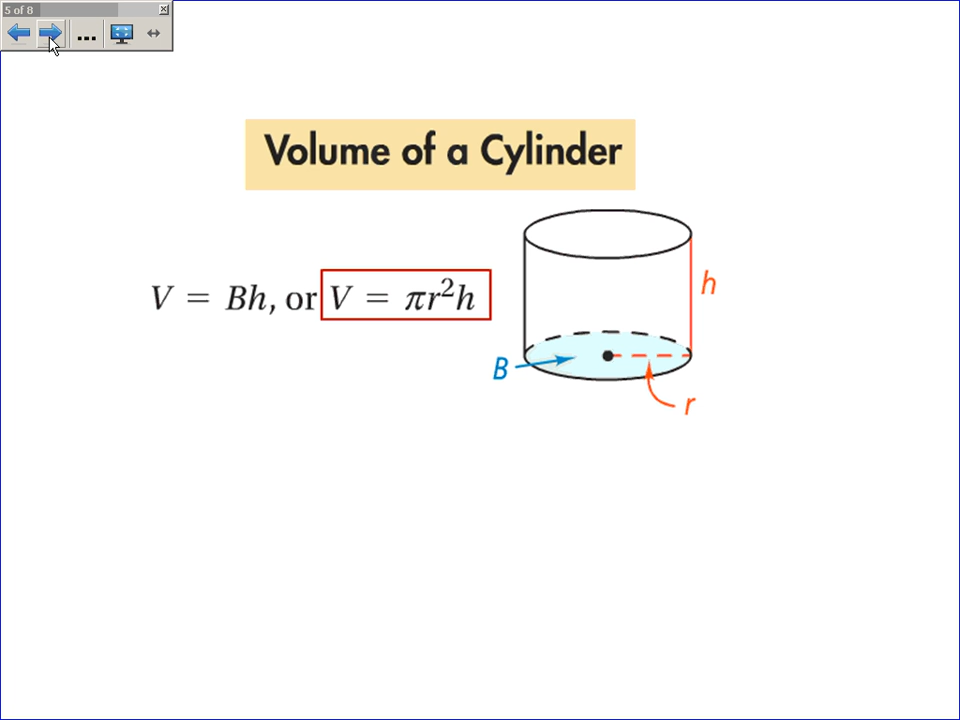 5 of 8
Volume of a Cylinder
V = Bh, or V = πr²h
h
B
r